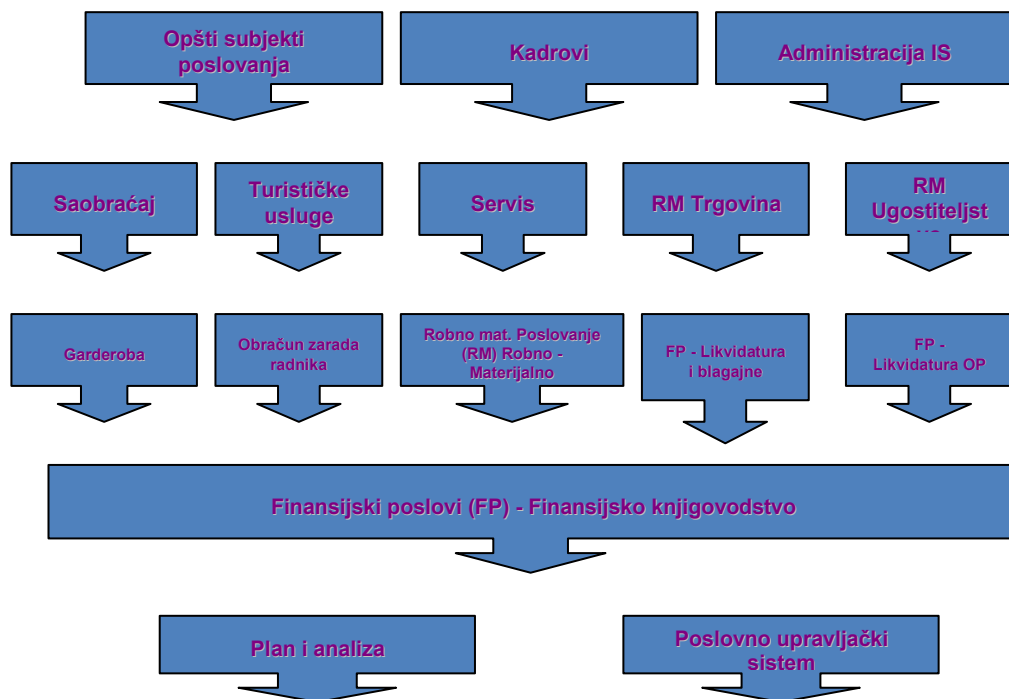 Opšti subjekti
poslovanja
Kadrovi
Administracija IS
Saobraćaj
Turističke
usluge
Servis
RM Trgovina
RM
Ugostiteljst
Garderoba
Obračun zarada
radnika
Robno mat. Poslovanje
(RM) Robno -
Materijalno
FP - Likvidatura
i blagajne
FP -
Likvidatura OP
Finansijski poslovi (FP) - Finansijsko knjigovodstvo
Plan i analiza
Poslovno upravljački
sistem